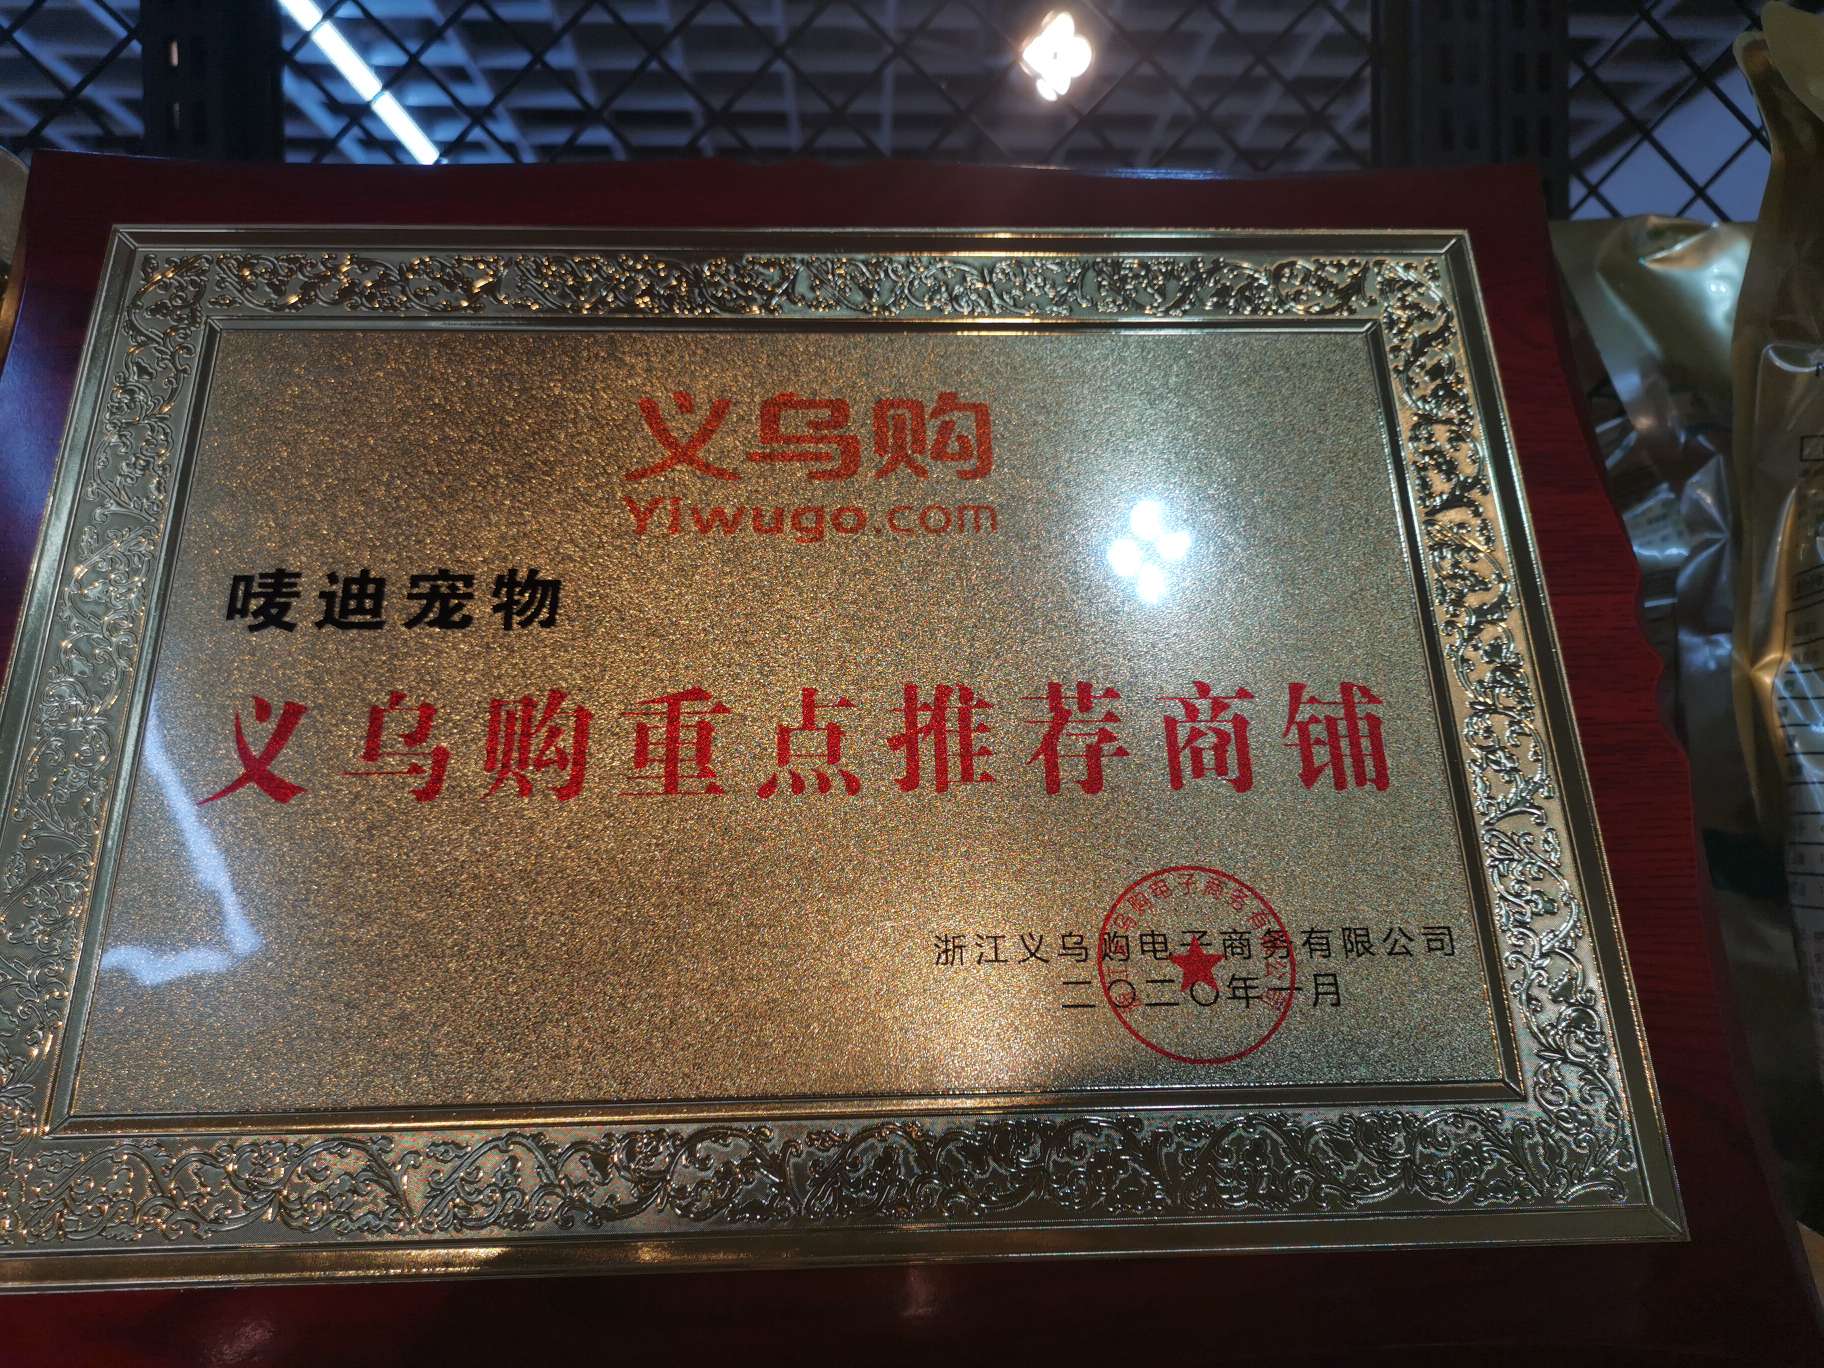 义乌购
Yiwugo.com
唛迪宠物
义乌购重点推荐商铺
浙江义乌购电子商务有限公司
二〇二〇年一月